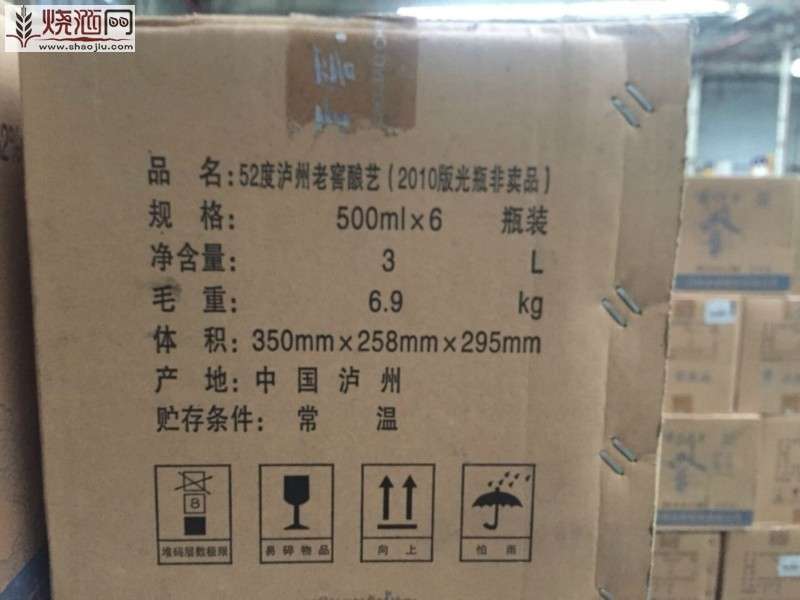 烧酒网
www.shaojiu.com
品 名：52度泸州老窖酿艺（2010版光瓶非卖品）
规 格： 500ml×6 瓶装
净含量： 3 L
毛 重： 6.9 kg
体 积：350mm×258mm×295mm
产 地：中 国 泸 州
贮存条件： 常 温
8
堆码层数极限 易碎物品 向上 怕雨